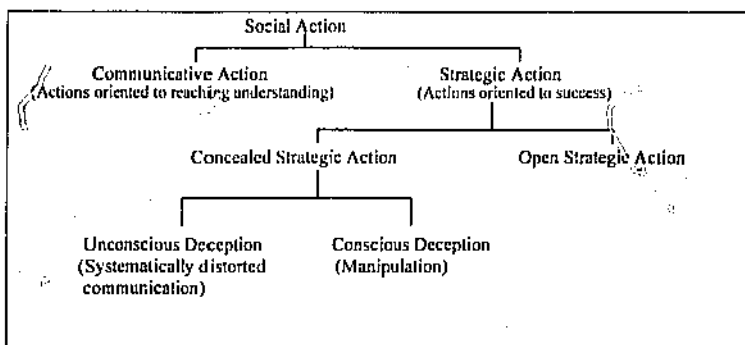 Social Action
Communicative Action
(Actions oriented to reaching understanding)
Strategic Action
(Actions oriented to success)
Concealed Strategic Action
Open Strategic Action
Unconscious Deception
(Systematically distorted
communication)
Conscious Deception
(Manipulation)